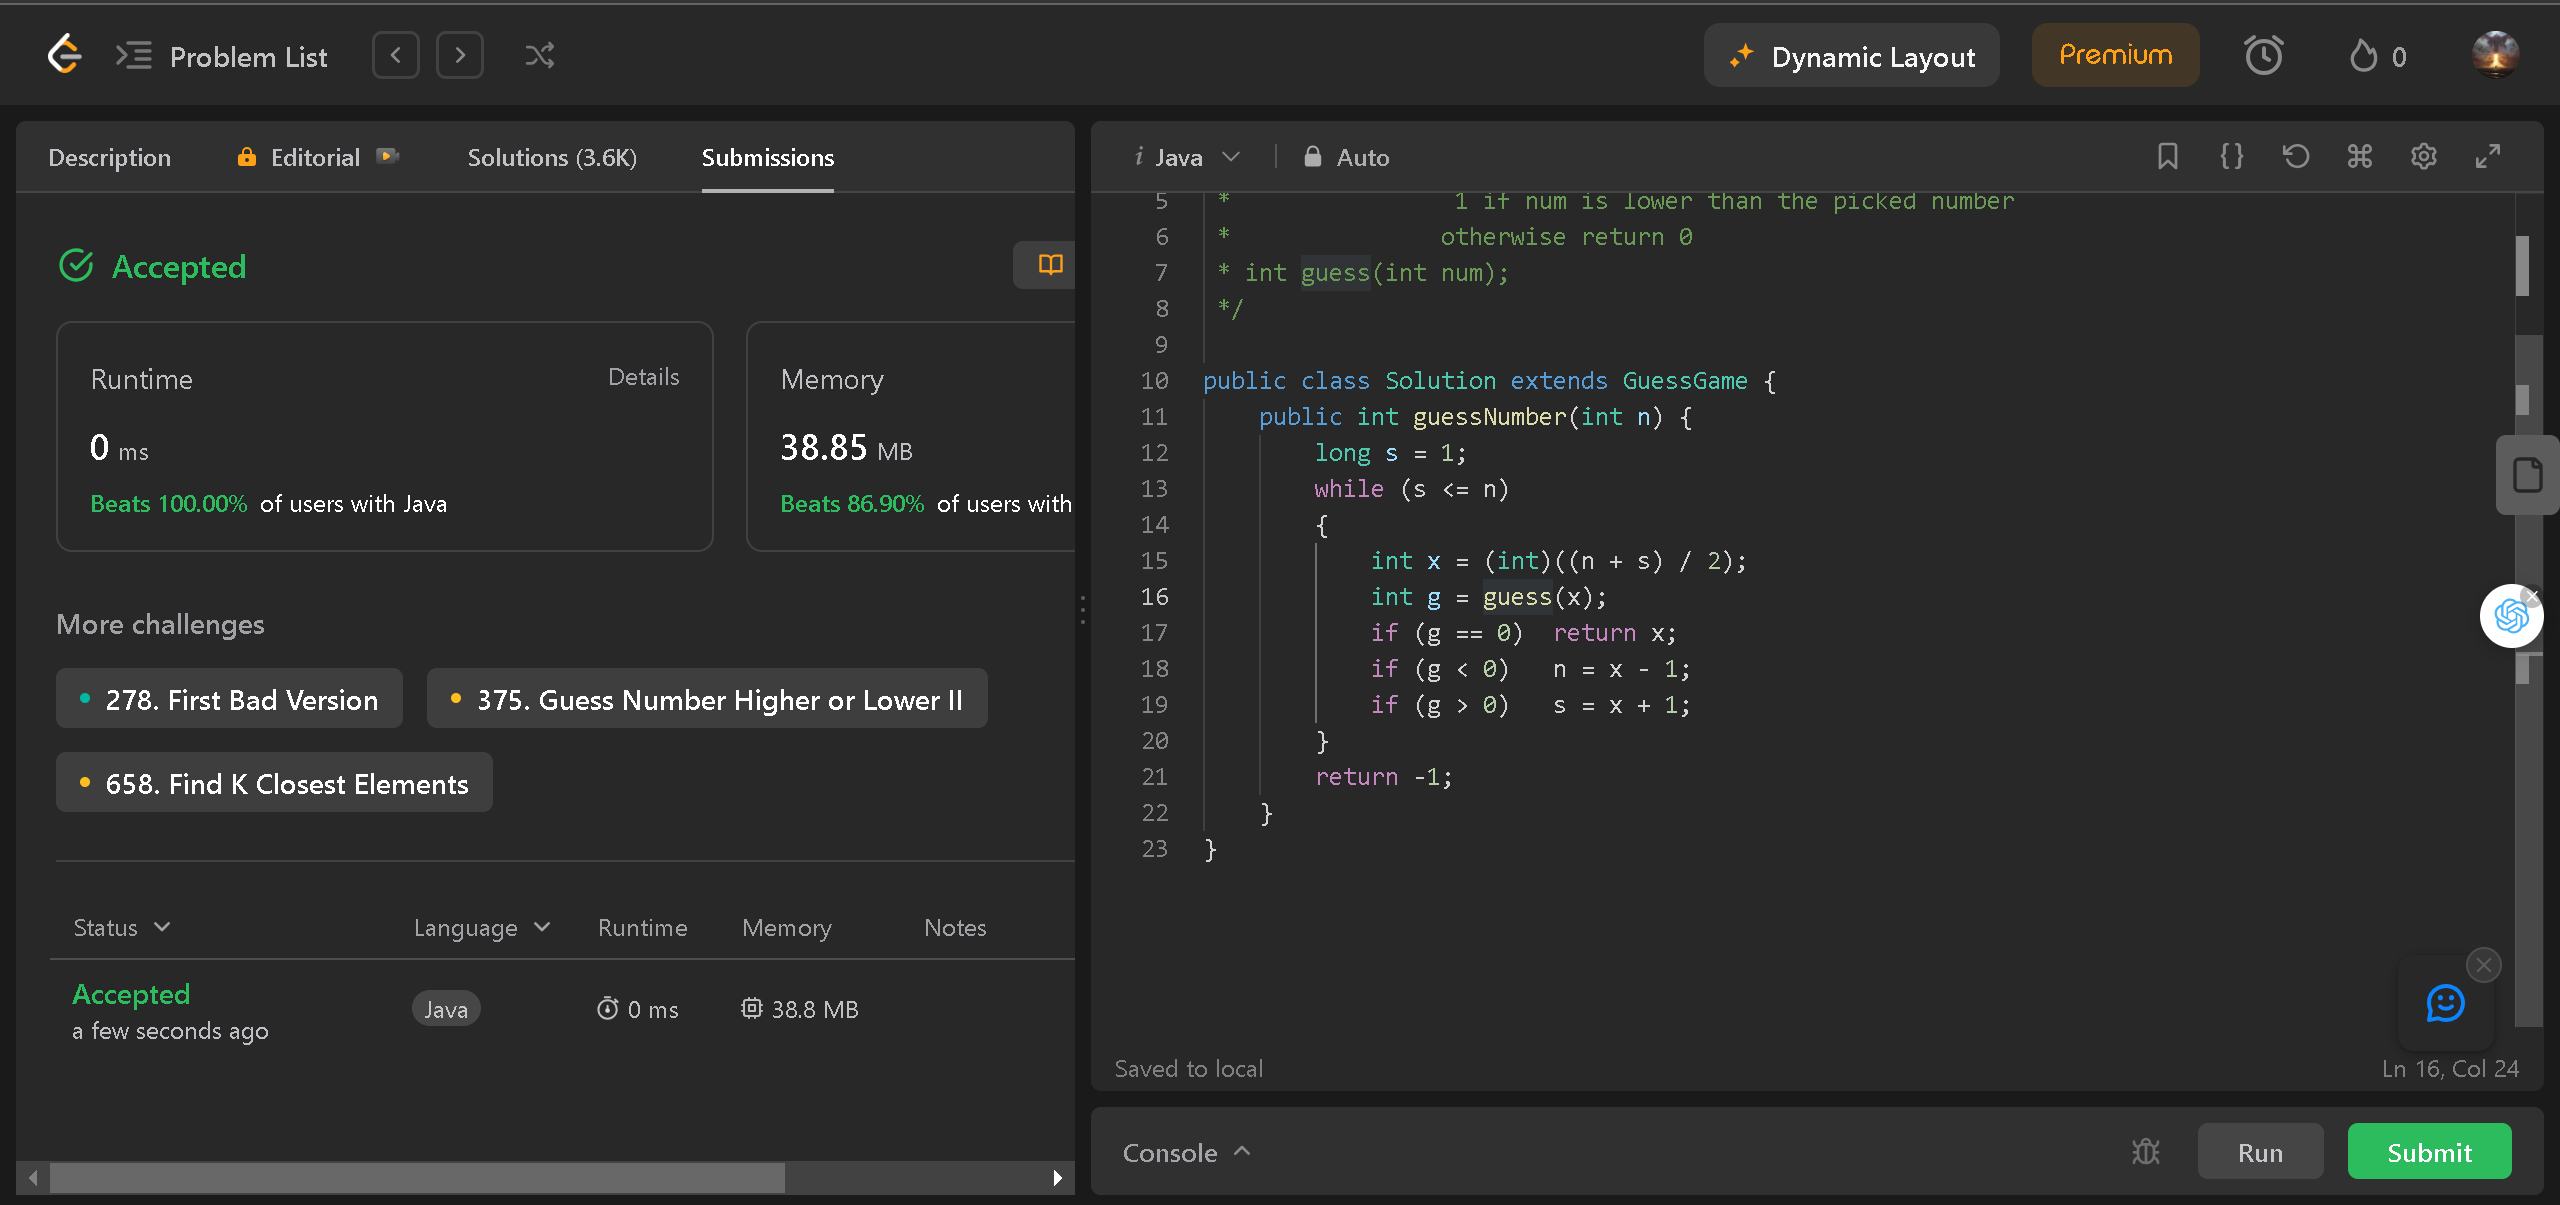 Problem List
Dynamic Layout
Premium
0
Description
Editorial
Solutions (3.6K)
Submissions
Accepted
Runtime
Details
0 ms
Beats 100.00% of users with Java
Memory
38.85 MB
Beats 86.90% of users with
More challenges
278. First Bad Version
375. Guess Number Higher or Lower II
658. Find K Closest Elements
Status Language Runtime Memory Notes
Accepted
a few seconds ago
Java
0 ms
38.8 MB
i Java
Auto
5 * 1 if num is lower than the picked number
6 * otherwise return 0
7 * int guess(int num);
8 */
9
10 public class Solution extends GuessGame {
11 public int guessNumber(int n) {
12 long s = 1;
13 while (s <= n)
14 {
15 int x = (int)((n + s) / 2);
16 int g = guess(x);
17 if (g == 0) return x;
18 if (g < 0) n = x - 1;
19 if (g > 0) s = x + 1;
20 }
21 return -1;
22 }
23 }
Saved to local
Ln 16, Col 24
Console
Run
Submit